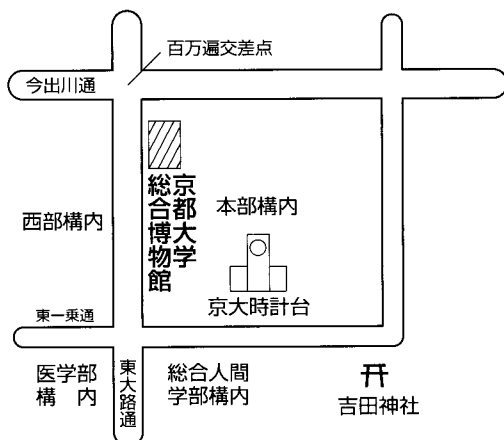 百万遍交差点
今出川通
京都大学
総合博物館
本部構内
西部構内
京大時計台
東一乗通
医学部
構内
東大路通
総合人間
学部構内
吉田神社